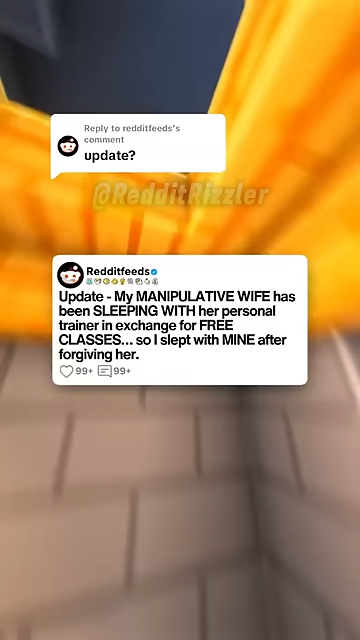 Reply to redditfeeds's
comment
update?
@RedditRizzler
Redditfeeds
Update - My MANIPULATIVE WIFE has
been SLEEPING WITH her personal
trainer in exchange for FREE
CLASSES... so I slept with MINE after
forgiving her.
99+ 99+